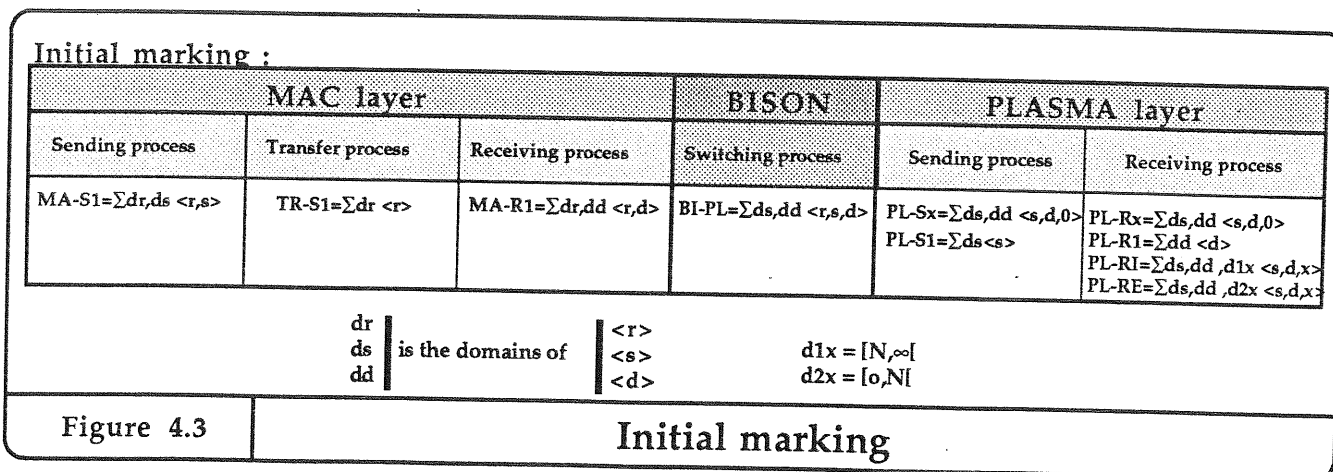 Initial marking :
MAC layer BISON PLASMA layer
Sending process Transfer process Receiving process Switching process Sending process Receiving process
MA-S1=∑dr,ds <r,s> TR-S1=∑dr <r> MA-R1=∑dr,dd <r,d> BI-PL=∑ds,dd <r,s,d> PL-Sx=∑ds,dd <s,d,0> PL-Rx=∑ds,dd <s,d,0>
PL-S1=∑ds<s> PL-R1=∑dd <d>
PL-RI=∑ds,dd ,d1x <s,d,x>
PL-RE=∑ds,dd ,d2x <s,d,x>
dr <r>
ds is the domains of <s> d1x = [N,∞[
dd <d> d2x = [o,N[
Figure 4.3 Initial marking